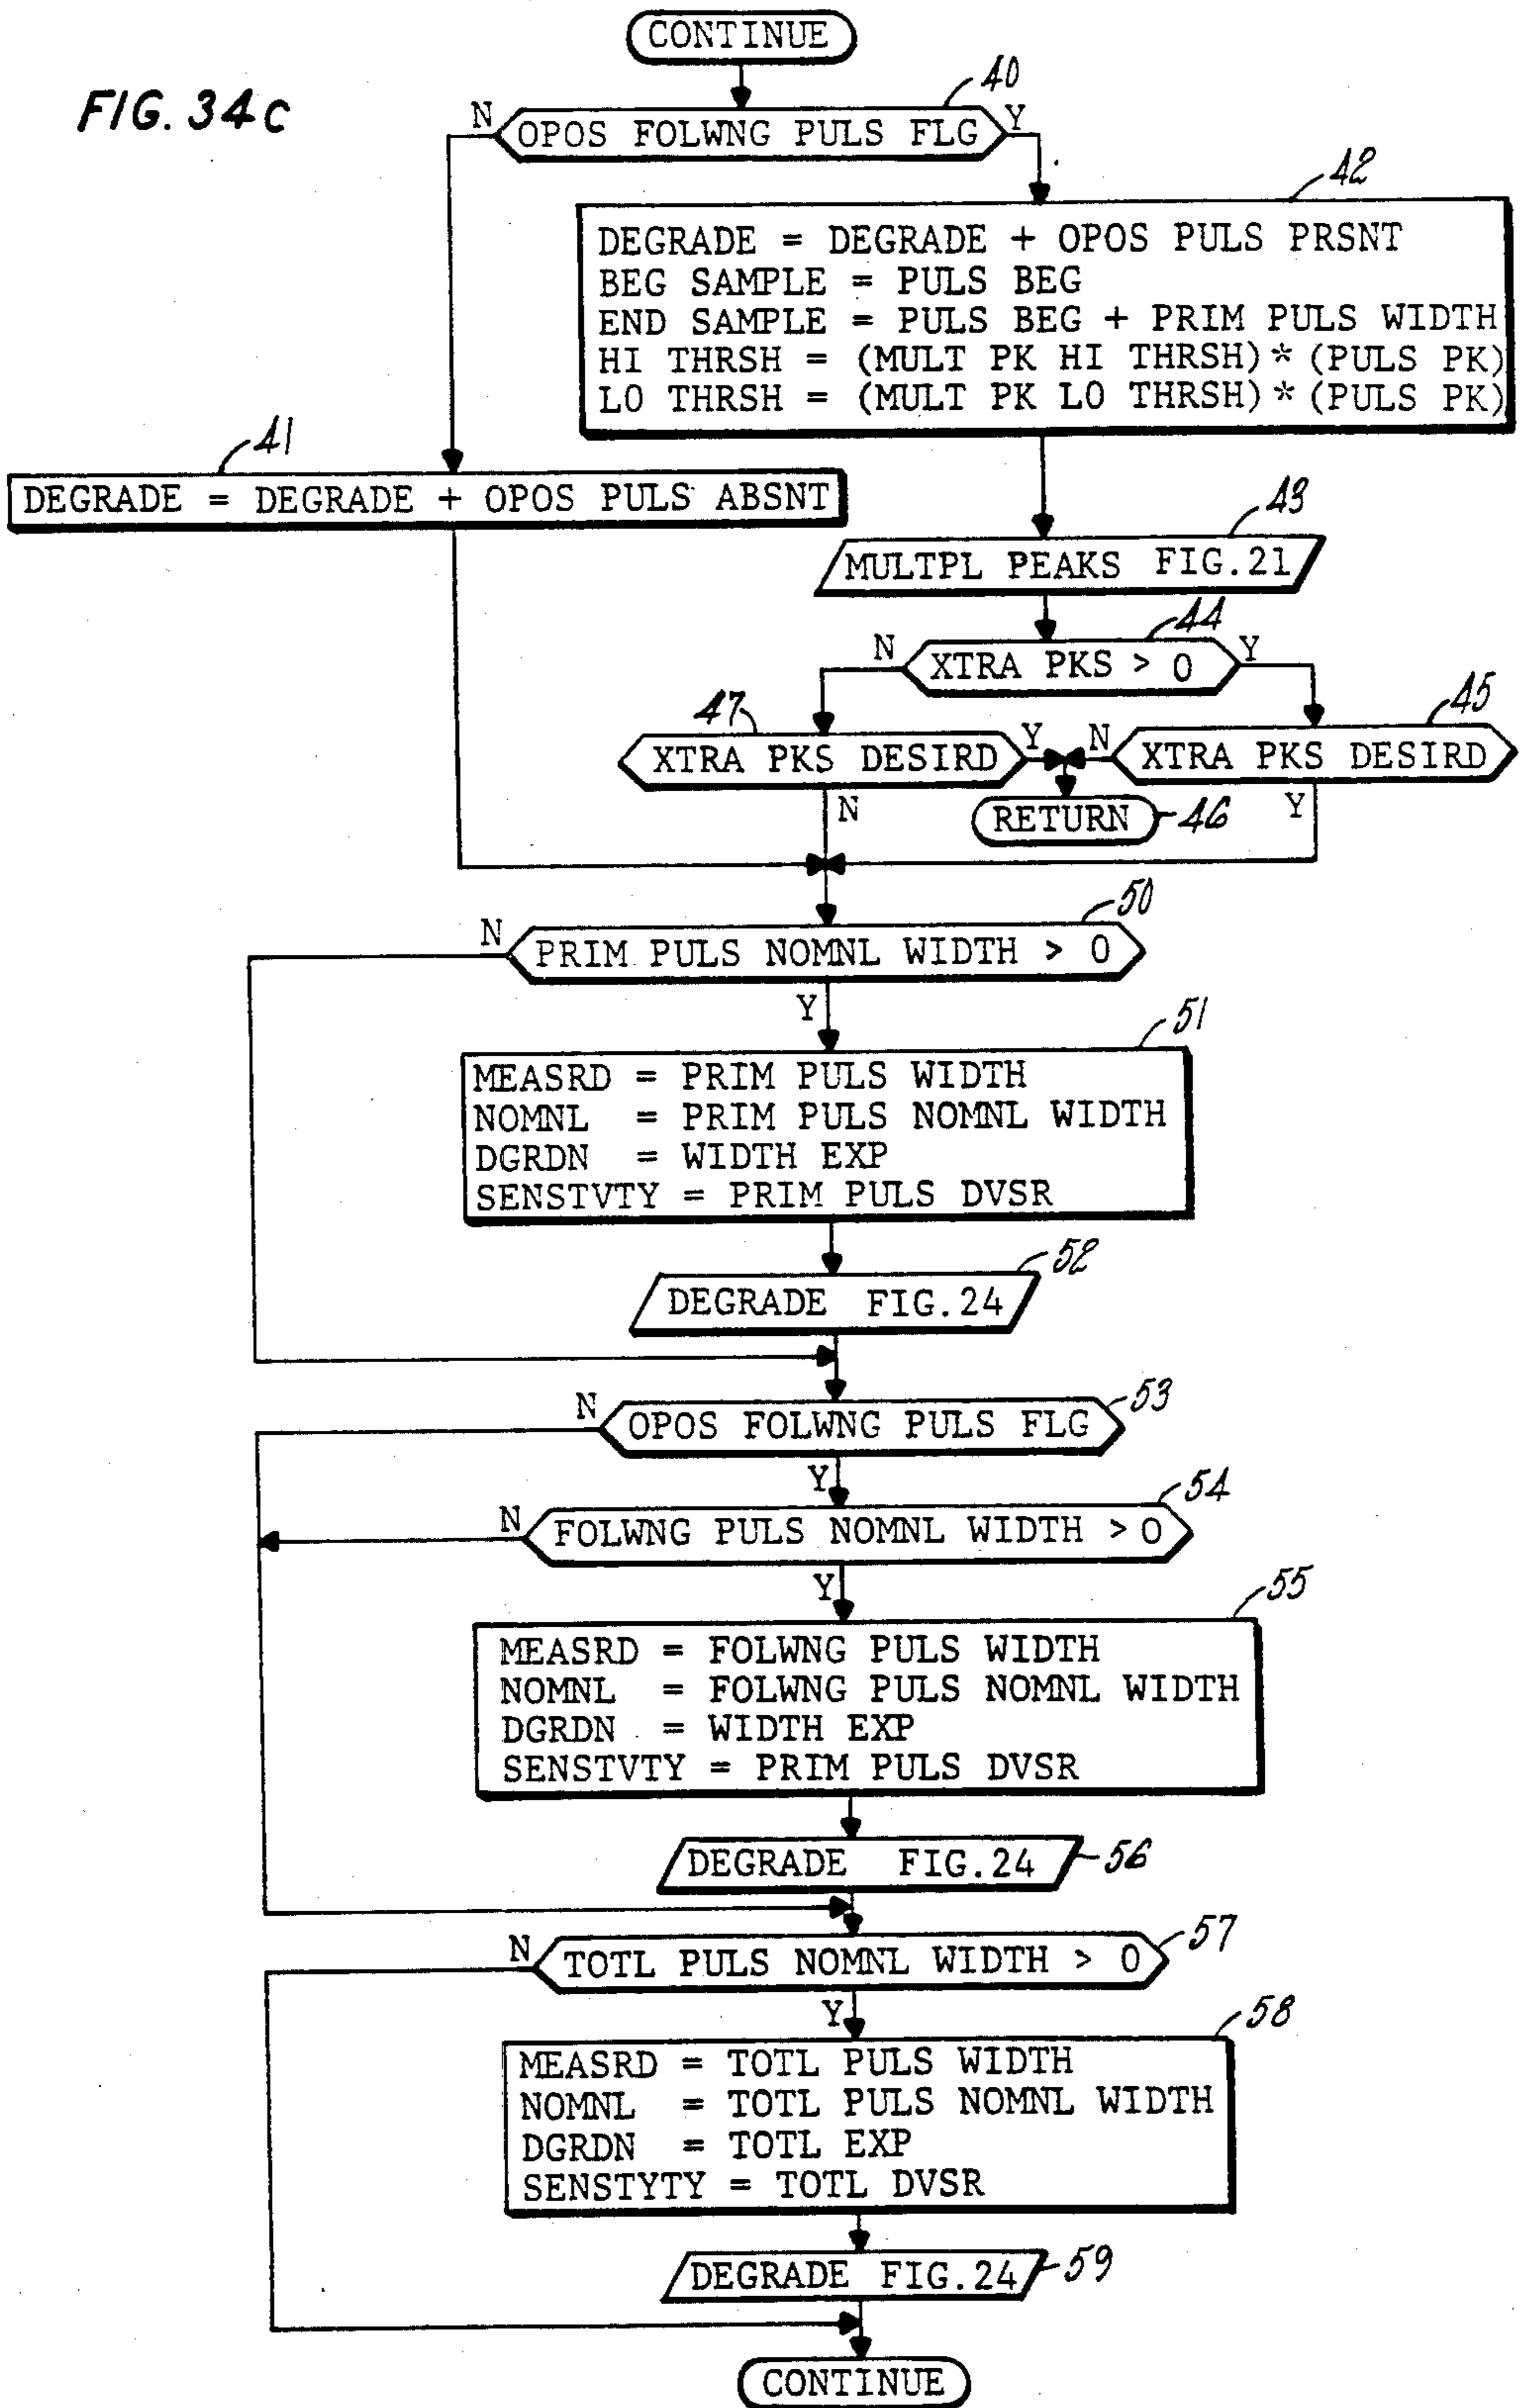 CONTINUE
FIG. 34c
40
N
OPOS FOLWNG PULS FLG
Y
42
DEGRADE = DEGRADE + OPOS PULS PRSNT
BEG SAMPLE = PULS BEG
END SAMPLE = PULS BEG + PRIM PULS WIDTH
HI THRSH = (MULT PK HI THRSH) * (PULS PK)
LO THRSH = (MULT PK LO THRSH) * (PULS PK)
41
DEGRADE = DEGRADE + OPOS PULS ABSNT
43
MULTPL PEAKS FIG.21
44
N
XTRA PKS > 0
Y
47
XTRA PKS DESIRD
Y
N
45
XTRA PKS DESIRD
N
RETURN
46
Y
50
N
PRIM PULS NOMNL WIDTH > 0
Y
51
MEASRD = PRIM PULS WIDTH
NOMNL = PRIM PULS NOMNL WIDTH
DGRDN = WIDTH EXP
SENSTVTY = PRIM PULS DVSR
52
DEGRADE FIG.24
N
OPOS FOLWNG PULS FLG
53
Y
54
N
FOLWNG PULS NOMNL WIDTH > 0
Y
55
MEASRD = FOLWNG PULS WIDTH
NOMNL = FOLWNG PULS NOMNL WIDTH
DGRDN = WIDTH EXP
SENSTVTY = PRIM PULS DVSR
DEGRADE FIG.24
56
N
TOTL PULS NOMNL WIDTH > 0
57
Y
58
MEASRD = TOTL PULS WIDTH
NOMNL = TOTL PULS NOMNL WIDTH
DGRDN = TOTL EXP
SENSTYTY = TOTL DVSR
DEGRADE FIG.24
59
CONTINUE